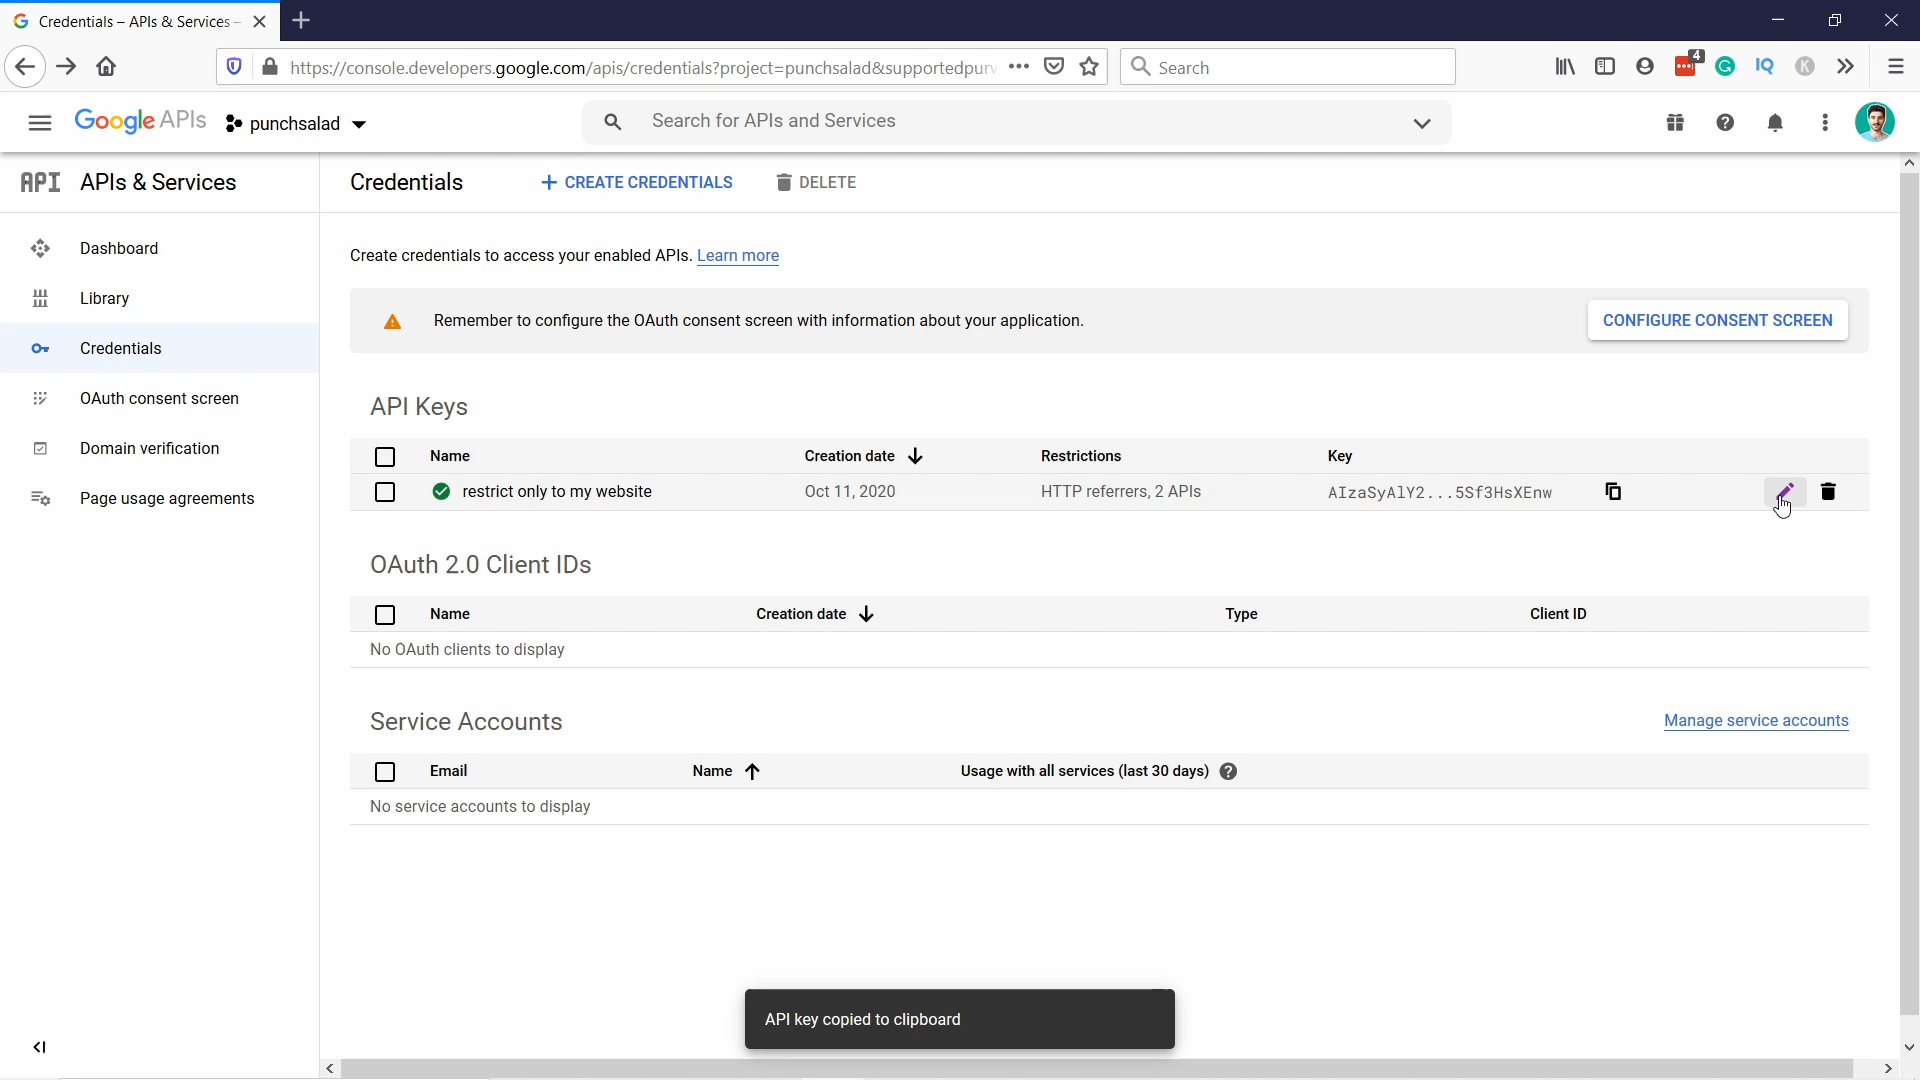 Credentials – APIs & Services –
https://console.developers.google.com/apis/credentials?project=punchsalad&supportedpurv
Search
4
IQ
K
Google APIs
punchsalad
Search for APIs and Services
API APIs & Services
Credentials
CREATE CREDENTIALS
DELETE
Dashboard
Library
Credentials
OAuth consent screen
Domain verification
Page usage agreements
Create credentials to access your enabled APIs. Learn more
Remember to configure the OAuth consent screen with information about your application.
CONFIGURE CONSENT SCREEN
API Keys
Name Creation date Restrictions Key
restrict only to my website Oct 11, 2020 HTTP referrers, 2 APIs AIzaSyAlY2...5Sf3HsXEnw
OAuth 2.0 Client IDs
Name Creation date Type Client ID
No OAuth clients to display
Service Accounts
Manage service accounts
Email Name Usage with all services (last 30 days)
No service accounts to display
API key copied to clipboard